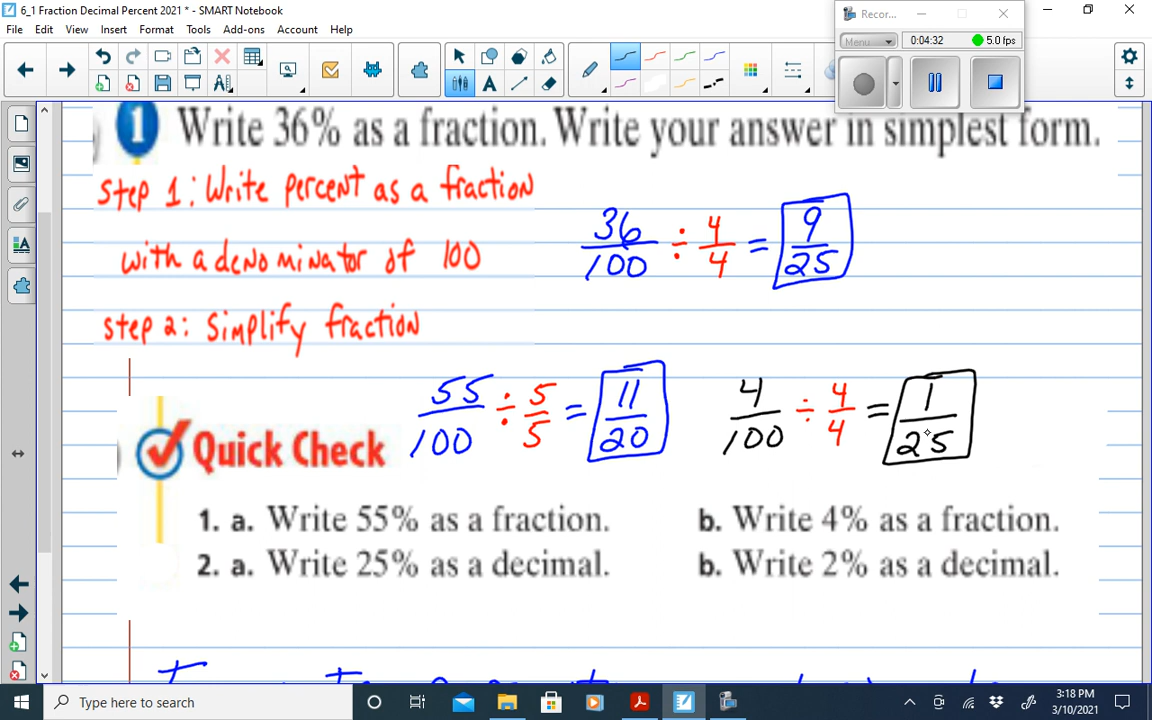 6_1 Fraction Decimal Percent 2021 * - SMART Notebook
Recor...
File Edit View Insert Format Tools Add-ons Account Help
Menu 0:04:32 5.0 fps
1 Write 36% as a fraction. Write your answer in simplest form.
Step 1: Write percent as a fraction
with a denominator of 100
Step 2: Simplify fraction
36/100 ÷ 4/4 = 9/25
55/100 ÷ 5/5 = 11/20
4/100 ÷ 4/4 = 1/25
Quick Check
1. a. Write 55% as a fraction. b. Write 4% as a fraction.
2. a. Write 25% as a decimal. b. Write 2% as a decimal.
Type here to search
3:18 PM
3/10/2021